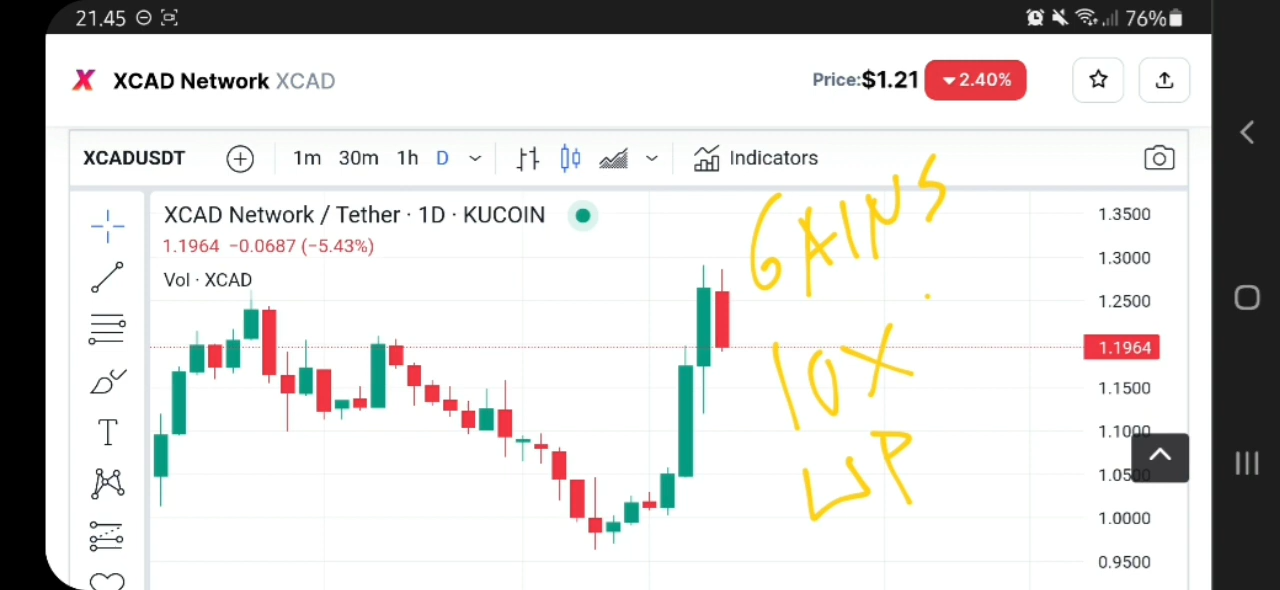 21.45 76%
XCAD Network XCAD Price:$1.21 2.40%
XCADUSDT 1m 30m 1h D Indicators
XCAD Network / Tether · 1D · KUCOIN
1.1964 −0.0687 (−5.43%)
Vol · XCAD
GAINS
10X
UP
1.3500
1.3000
1.2500
1.1964
1.1500
1.1000
1.0500
1.0000
0.9500
T